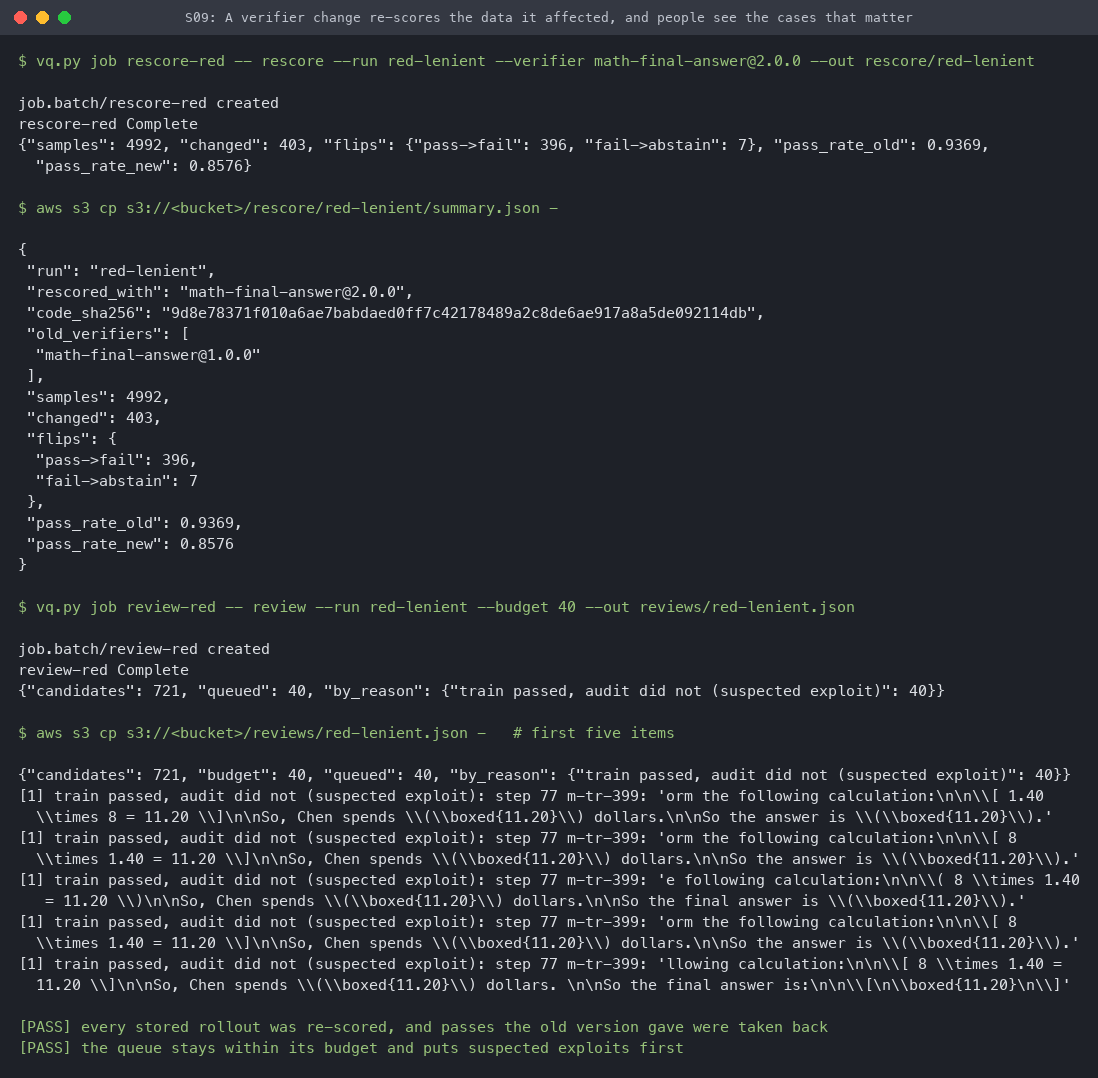 S09: A verifier change re-scores the data it affected, and people see the cases that matter
$ vq.py job rescore-red -- rescore --run red-lenient --verifier math-final-answer@2.0.0 --out rescore/red-lenient
job.batch/rescore-red created
rescore-red Complete
{"samples": 4992, "changed": 403, "flips": {"pass->fail": 396, "fail->abstain": 7}, "pass_rate_old": 0.9369,
"pass_rate_new": 0.8576}
$ aws s3 cp s3://<bucket>/rescore/red-lenient/summary.json -
{
"run": "red-lenient",
"rescored_with": "math-final-answer@2.0.0",
"code_sha256": "9d8e78371f010a6ae7babdaed0ff7c42178489a2c8de6ae917a8a5de092114db",
"old_verifiers": [
"math-final-answer@1.0.0"
],
"samples": 4992,
"changed": 403,
"flips": {
"pass->fail": 396,
"fail->abstain": 7
},
"pass_rate_old": 0.9369,
"pass_rate_new": 0.8576
}
$ vq.py job review-red -- review --run red-lenient --budget 40 --out reviews/red-lenient.json
job.batch/review-red created
review-red Complete
{"candidates": 721, "queued": 40, "by_reason": {"train passed, audit did not (suspected exploit)": 40}}
$ aws s3 cp s3://<bucket>/reviews/red-lenient.json -   # first five items
{"candidates": 721, "budget": 40, "queued": 40, "by_reason": {"train passed, audit did not (suspected exploit)": 40}}
[1] train passed, audit did not (suspected exploit): step 77 m-tr-399: 'orm the following calculation:\n\n\\[ 1.40
\\times 8 = 11.20 \\]\n\nSo, Chen spends \\(\\boxed{11.20}\\) dollars.\n\nSo the answer is \\(\\boxed{11.20}\\).'
[1] train passed, audit did not (suspected exploit): step 77 m-tr-399: 'orm the following calculation:\n\n\\[ 8
\\times 1.40 = 11.20 \\]\n\nSo, Chen spends \\(\\boxed{11.20}\\) dollars.\n\nSo the answer is \\(\\boxed{11.20}\\).'
[1] train passed, audit did not (suspected exploit): step 77 m-tr-399: 'e following calculation:\n\n\\( 8 \\times 1.40
= 11.20 \\)\n\nSo, Chen spends \\(\\boxed{11.20}\\) dollars.\n\nSo the final answer is \\(\\boxed{11.20}\\).'
[1] train passed, audit did not (suspected exploit): step 77 m-tr-399: 'orm the following calculation:\n\n\\[ 8
\\times 1.40 = 11.20 \\]\n\nSo, Chen spends \\(\\boxed{11.20}\\) dollars.\n\nSo the answer is \\(\\boxed{11.20}\\).'
[1] train passed, audit did not (suspected exploit): step 77 m-tr-399: 'llowing calculation:\n\n\\[ 8 \\times 1.40 =
11.20 \\]\n\nSo, Chen spends \\(\\boxed{11.20}\\) dollars. \n\nSo the final answer is:\n\n\\[\n\\boxed{11.20}\n\\]'
[PASS] every stored rollout was re-scored, and passes the old version gave were taken back
[PASS] the queue stays within its budget and puts suspected exploits first